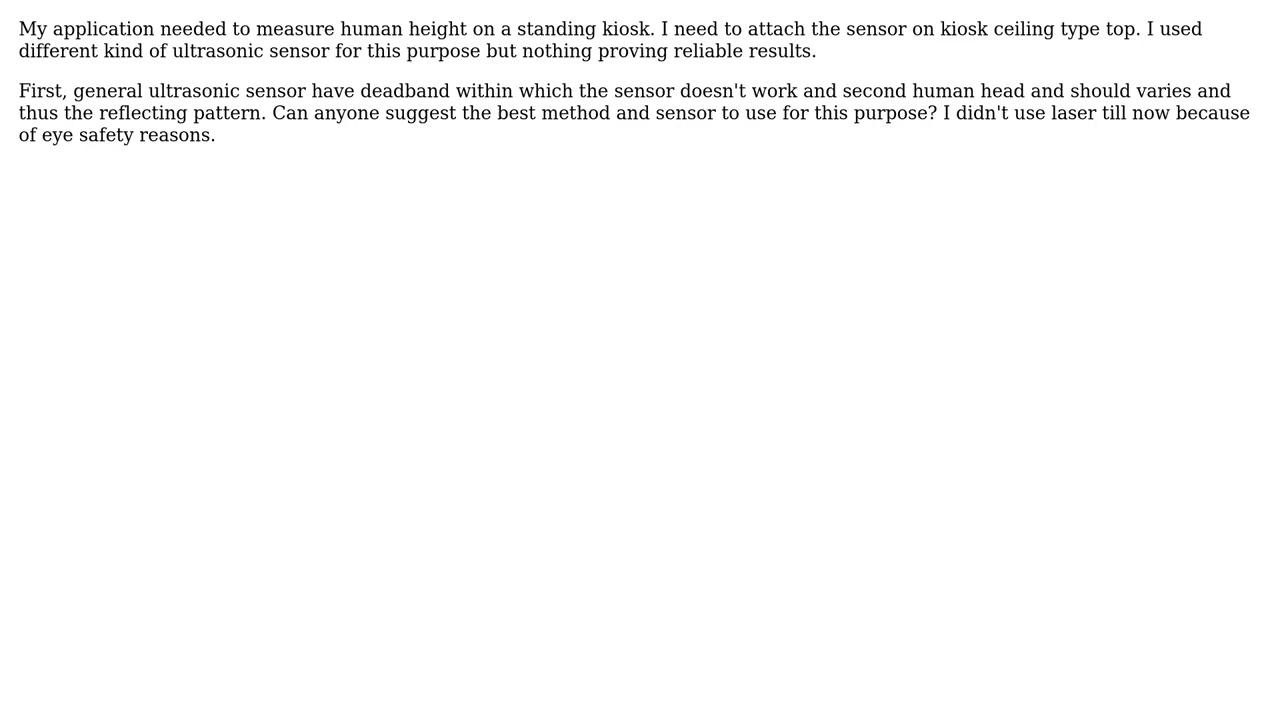 My application needed to measure human height on a standing kiosk. I need to attach the sensor on kiosk ceiling type top. I used
different kind of ultrasonic sensor for this purpose but nothing proving reliable results.
First, general ultrasonic sensor have deadband within which the sensor doesn't work and second human head and should varies and
thus the reflecting pattern. Can anyone suggest the best method and sensor to use for this purpose? I didn't use laser till now because
of eye safety reasons.